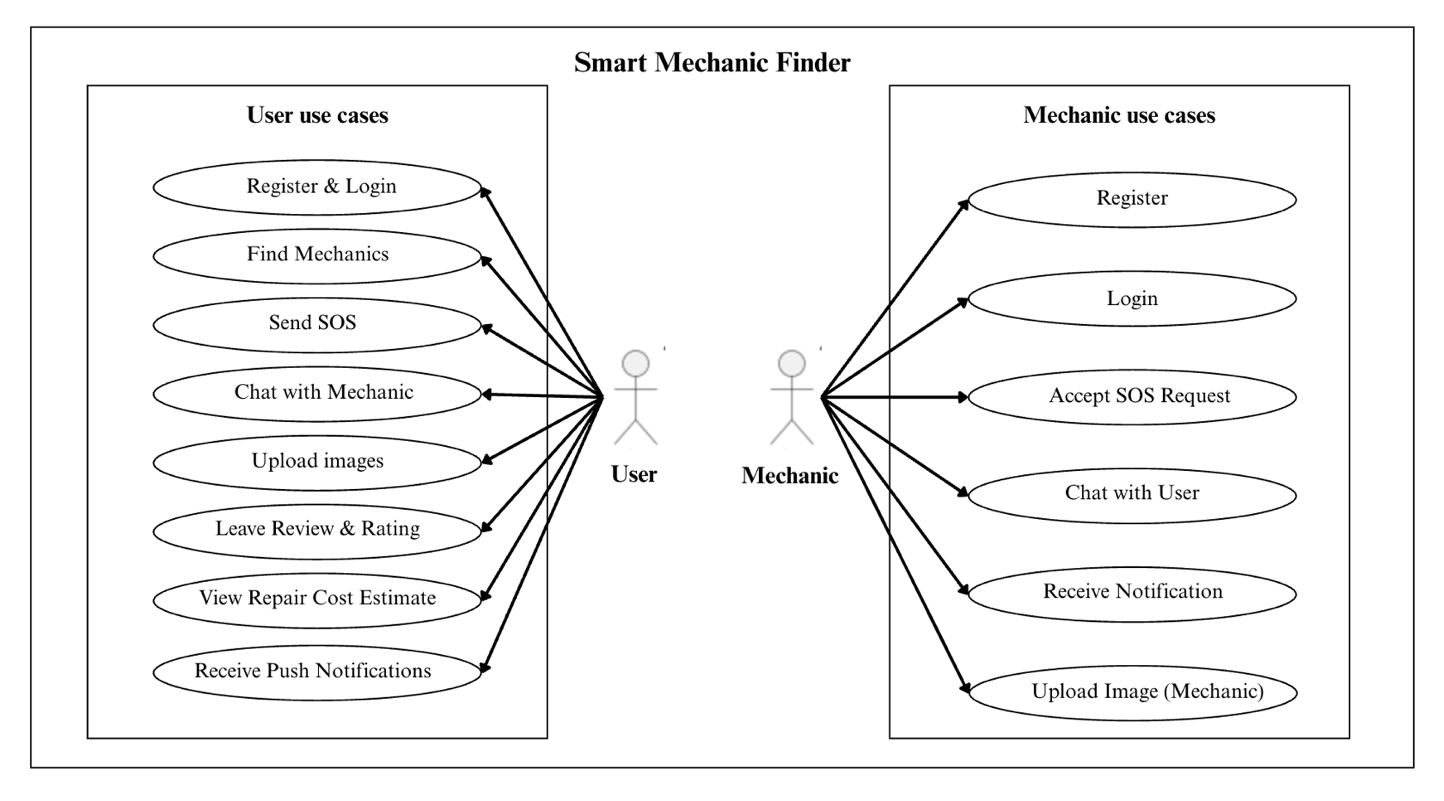 Smart Mechanic Finder
User use cases
Register & Login
Find Mechanics
Send SOS
Chat with Mechanic
Upload images
Leave Review & Rating
View Repair Cost Estimate
Receive Push Notifications
User
Mechanic
Mechanic use cases
Register
Login
Accept SOS Request
Chat with User
Receive Notification
Upload Image (Mechanic)